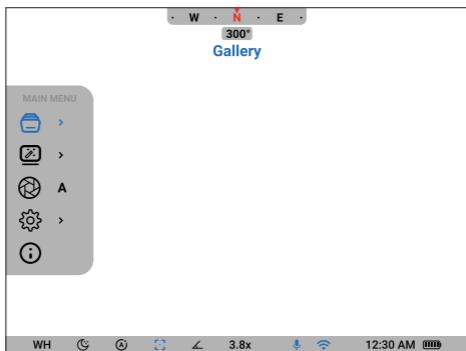 · W · N · E ·
300°
Gallery
MAIN MENU
A
WH A 3.8x 12:30 AM